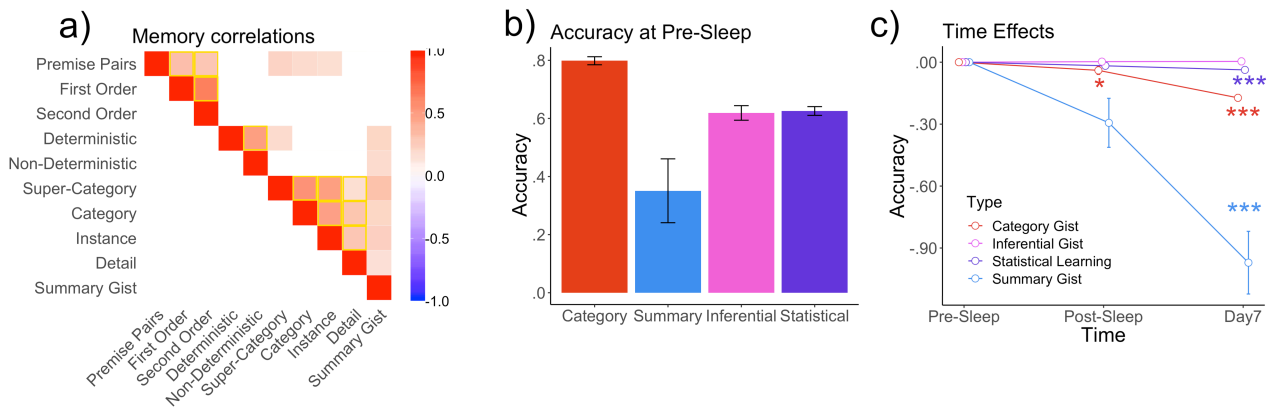 a)
Memory correlations
Premise Pairs
First Order
Second Order
Deterministic
Non-Deterministic
Super-Category
Category
Instance
Detail
Summary Gist
Premise Pairs
First Order
Second Order
Deterministic
Non-Deterministic
Super-Category
Category
Instance
Detail
Summary Gist
1.0
0.5
0.0
-0.5
-1.0
b)
Accuracy at Pre-Sleep
Accuracy
.8
.6
.4
.2
.0
Category Summary Inferential Statistical
c)
Time Effects
Accuracy
.00
-.30
-.60
-.90
*
***
***
***
Type
Category Gist
Inferential Gist
Statistical Learning
Summary Gist
Pre-Sleep Post-Sleep Day7
Time